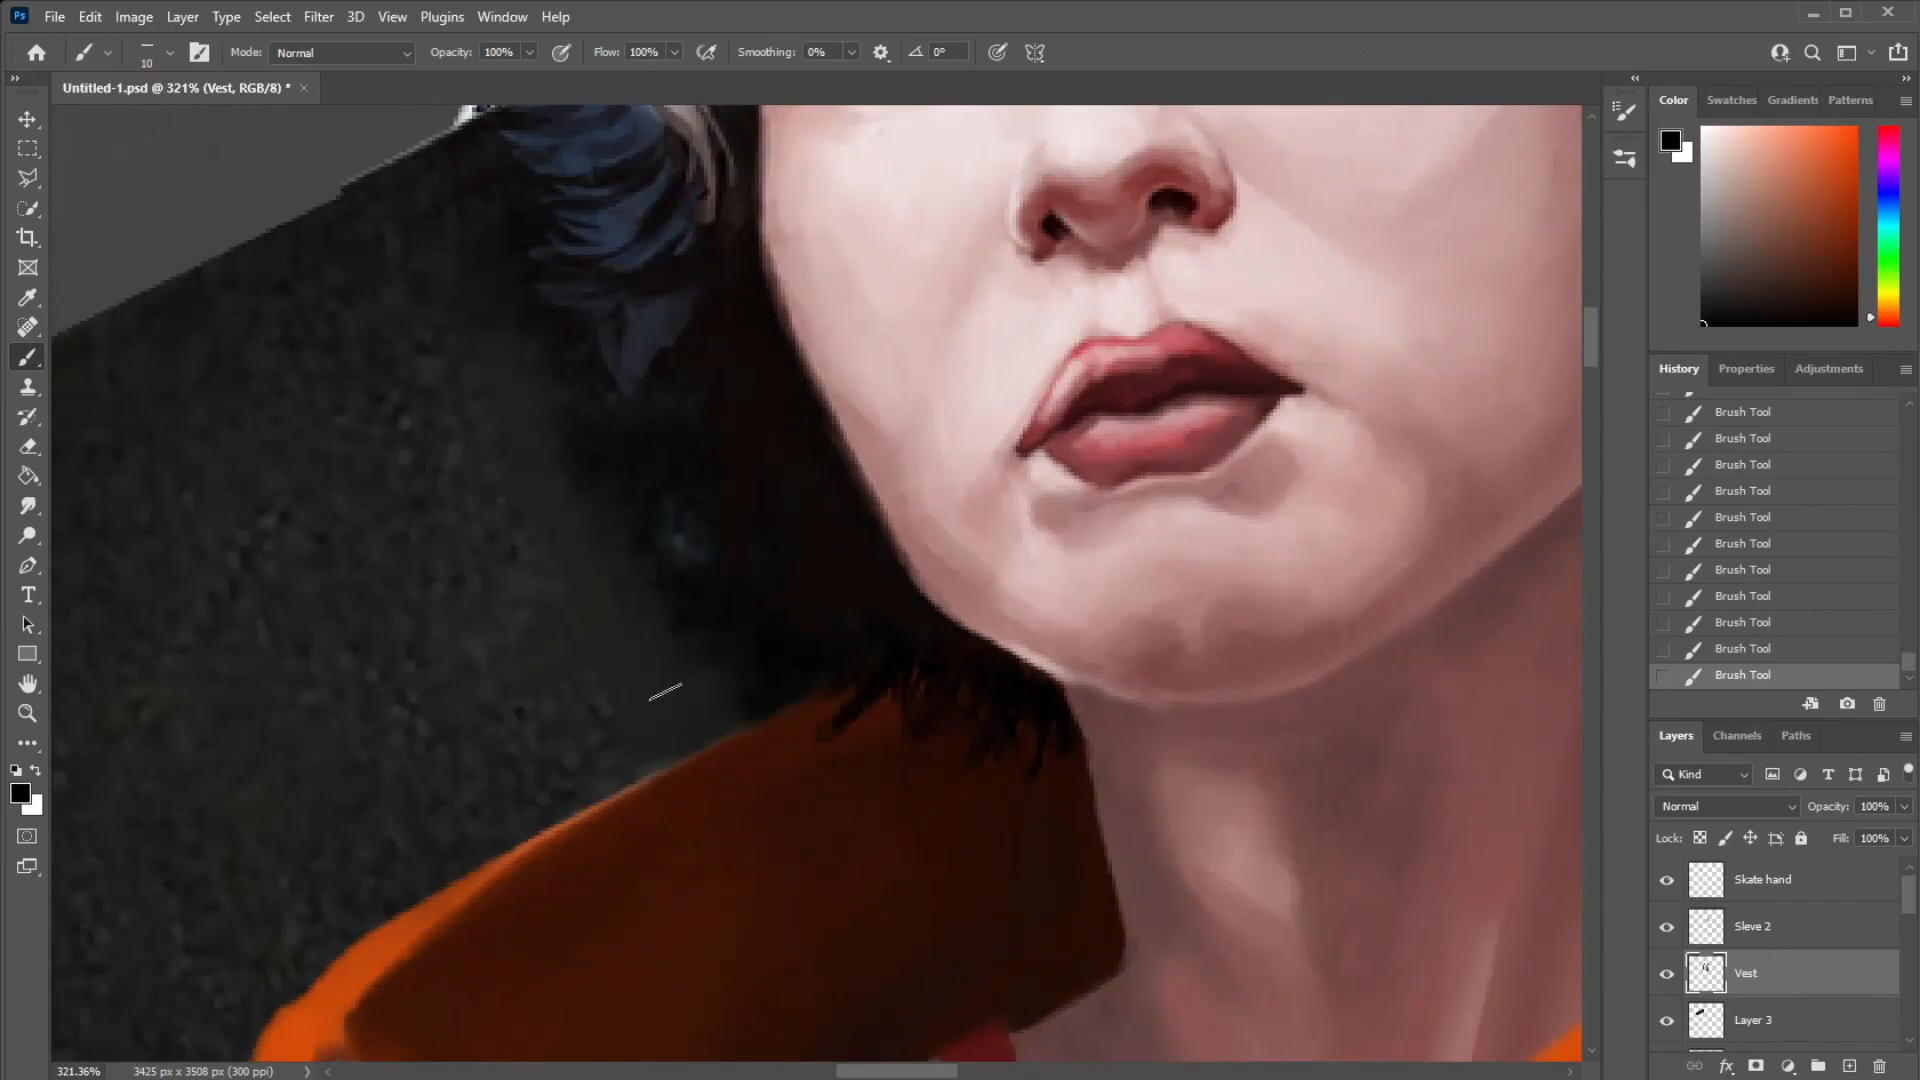 Ps File Edit Image Layer Type Select Filter 3D View Plugins Window Help
10 Mode: Normal Opacity: 100% Flow: 100% Smoothing: 0% 0°
Untitled-1.psd @ 321% (Vest, RGB/8) *
Color Swatches Gradients Patterns
History Properties Adjustments
Brush Tool
Brush Tool
Brush Tool
Brush Tool
Brush Tool
Brush Tool
Brush Tool
Brush Tool
Brush Tool
Brush Tool
Brush Tool
Layers Channels Paths
Kind
Normal Opacity: 100%
Lock: Fill: 100%
Skate hand
Sleve 2
Vest
Layer 3
321.36% 3425 px x 3508 px (300 ppi)